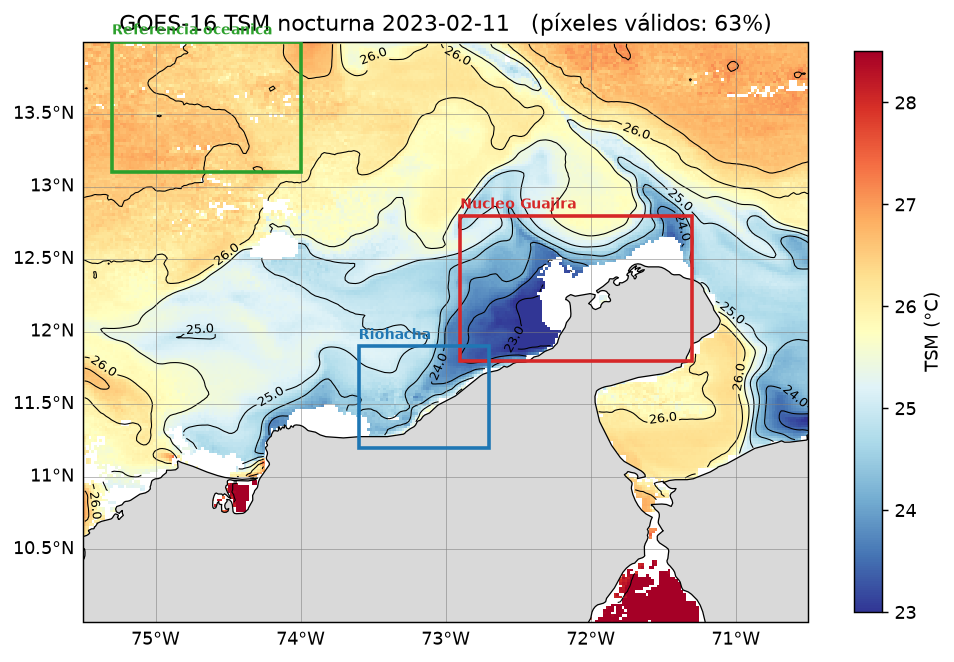 GOES-16 TSM nocturna 2023-02-11 (píxeles válidos: 63%)
Referencia oceanica
26.0
26.0
28
13.5°N
26.0
13°N
27
25.0
Nucleo Guajira
24.0
12.5°N
26.0
26
TSM (°C)
25.0
12°N
25.0
Riohacha
23.0
24.0
26.0
26.0
25.0
24.0
25
11.5°N
26.0
11°N
26.0
24
10.5°N
23
75°W
74°W
73°W
72°W
71°W